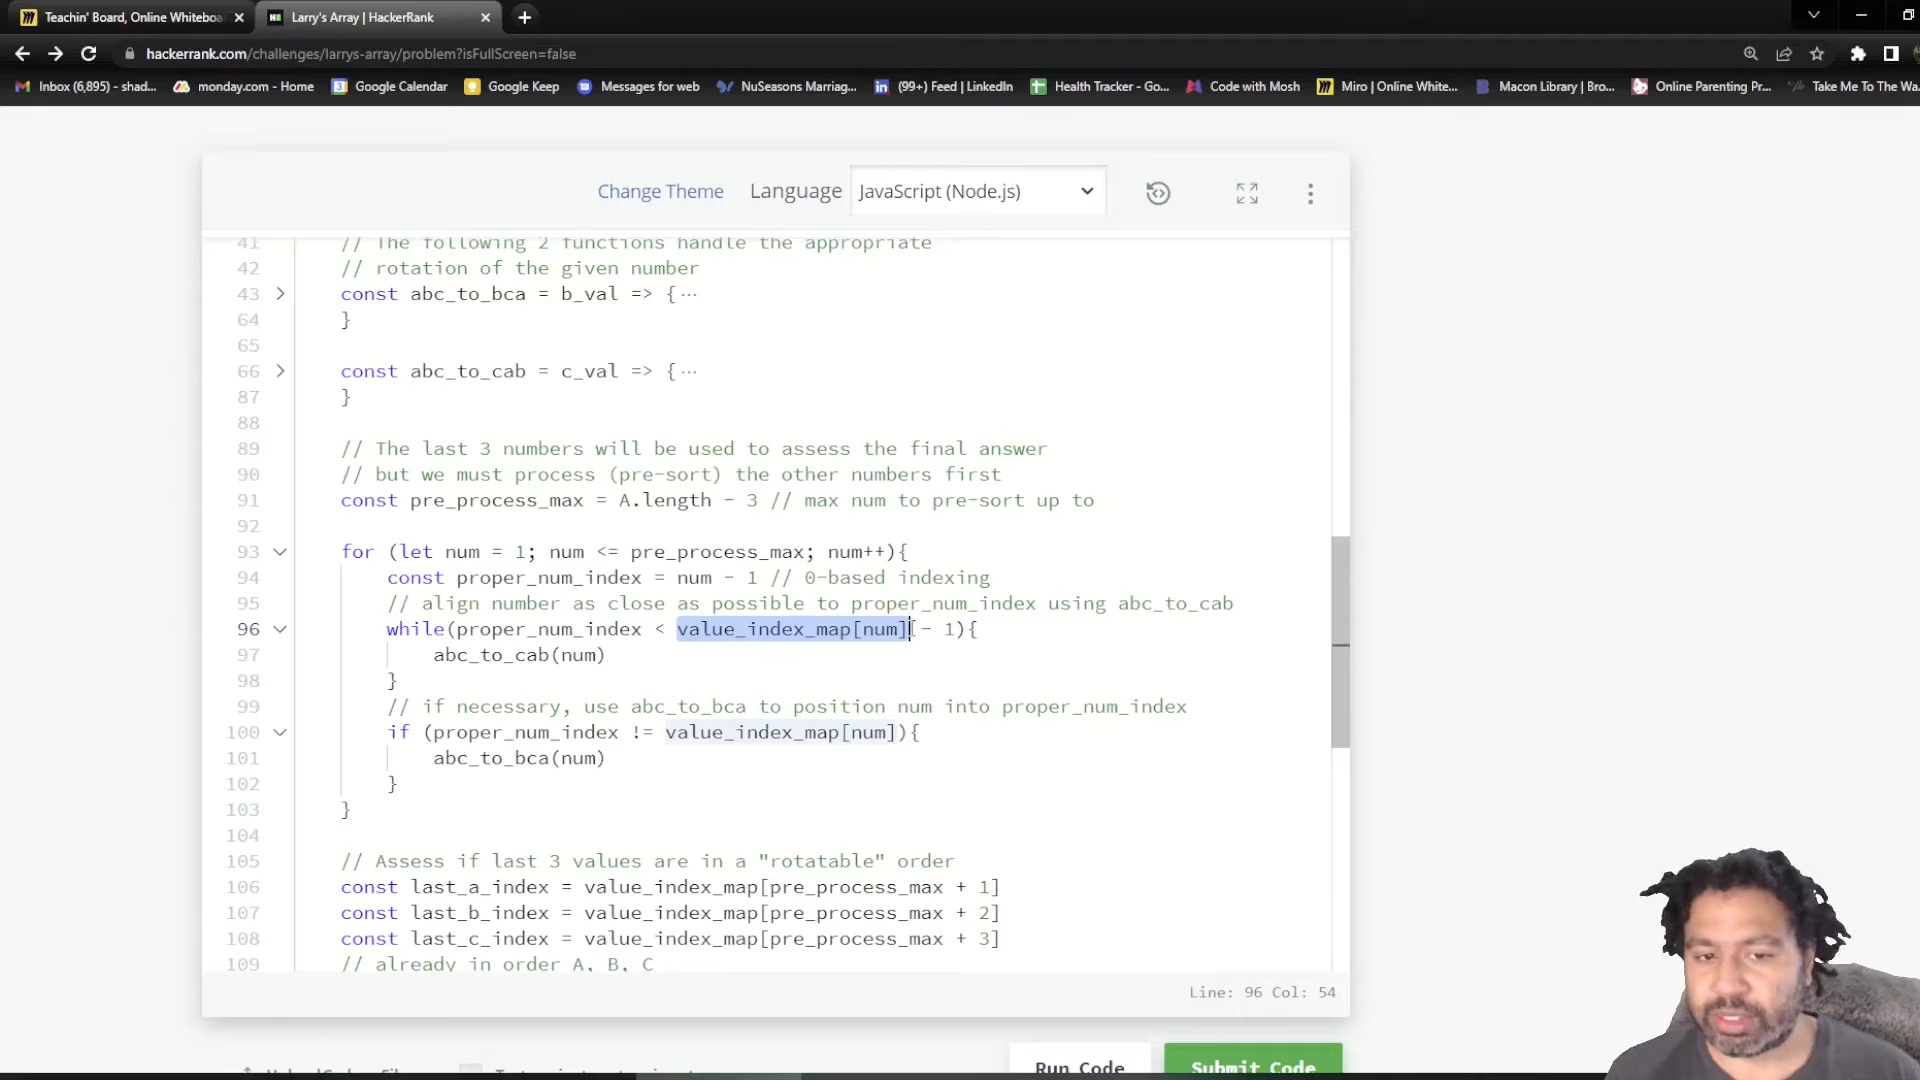 Teachin' Board, Online Whiteboa
Larry's Array | HackerRank
hackerrank.com/challenges/larrys-array/problem?isFullScreen=false
Inbox (6,895) - shad...
monday.com - Home
Google Calendar
Google Keep
Messages for web
NuSeasons Marriag...
(99+) Feed | LinkedIn
Health Tracker - Go...
Code with Mosh
Miro | Online White...
Macon Library | Bro...
Online Parenting Pr...
Take Me To The Wa
Change Theme Language JavaScript (Node.js)
41 // The following 2 functions handle the appropriate
42 // rotation of the given number
43 const abc_to_bca = b_val => {...
64 }
65
66 const abc_to_cab = c_val => {...
87 }
88
89 // The last 3 numbers will be used to assess the final answer
90 // but we must process (pre-sort) the other numbers first
91 const pre_process_max = A.length - 3 // max num to pre-sort up to
92
93 for (let num = 1; num <= pre_process_max; num++){
94 const proper_num_index = num - 1 // 0-based indexing
95 // align number as close as possible to proper_num_index using abc_to_cab
96 while(proper_num_index < value_index_map[num] - 1){
97 abc_to_cab(num)
98 }
99 // if necessary, use abc_to_bca to position num into proper_num_index
100 if (proper_num_index != value_index_map[num]){
101 abc_to_bca(num)
102 }
103 }
104
105 // Assess if last 3 values are in a "rotatable" order
106 const last_a_index = value_index_map[pre_process_max + 1]
107 const last_b_index = value_index_map[pre_process_max + 2]
108 const last_c_index = value_index_map[pre_process_max + 3]
109 // already in order A, B, C
Line: 96 Col: 54
Run Code
Submit Code